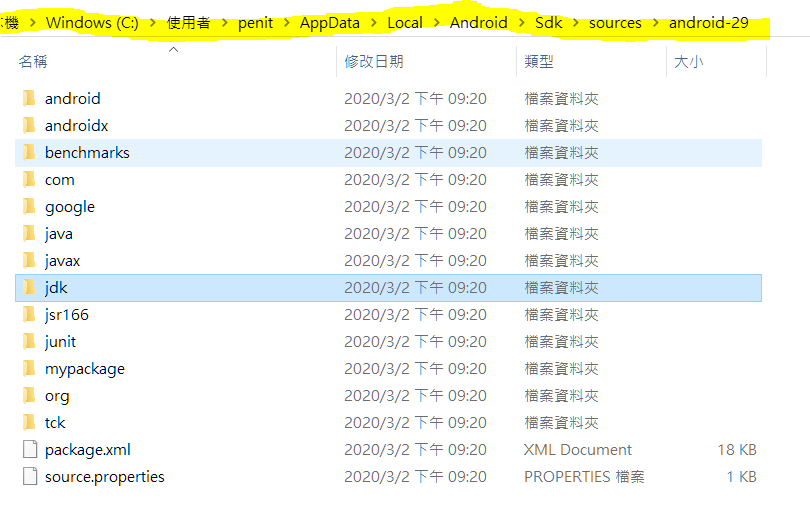 本機 > Windows (C:) > 使用者 > penit > AppData > Local > Android > Sdk > sources > android-29
名稱 修改日期 類型 大小
android 2020/3/2 下午 09:20 檔案資料夾
androidx 2020/3/2 下午 09:20 檔案資料夾
benchmarks 2020/3/2 下午 09:20 檔案資料夾
com 2020/3/2 下午 09:20 檔案資料夾
google 2020/3/2 下午 09:20 檔案資料夾
java 2020/3/2 下午 09:20 檔案資料夾
javax 2020/3/2 下午 09:20 檔案資料夾
jdk 2020/3/2 下午 09:20 檔案資料夾
jsr166 2020/3/2 下午 09:20 檔案資料夾
junit 2020/3/2 下午 09:20 檔案資料夾
mypackage 2020/3/2 下午 09:20 檔案資料夾
org 2020/3/2 下午 09:20 檔案資料夾
tck 2020/3/2 下午 09:20 檔案資料夾
package.xml 2020/3/2 下午 09:20 XML Document 18 KB
source.properties 2020/3/2 下午 09:20 PROPERTIES 檔案 1 KB